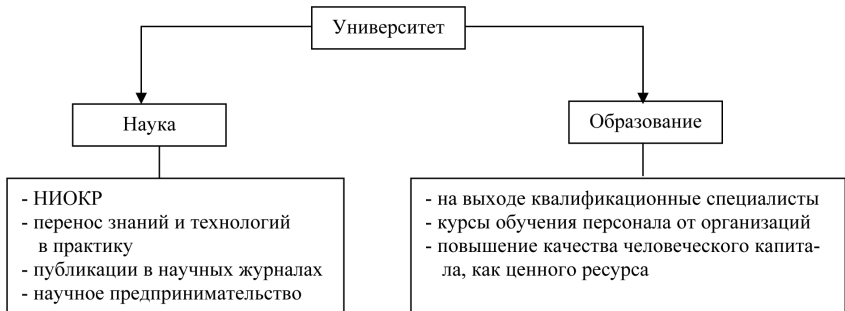 Университет
Наука
Образование
- НИОКР
- перенос знаний и технологий
в практику
- публикации в научных журналах
- научное предпринимательство
- на выходе квалификационные специалисты
- курсы обучения персонала от организаций
- повышение качества человеческого капита-
ла, как ценного ресурса